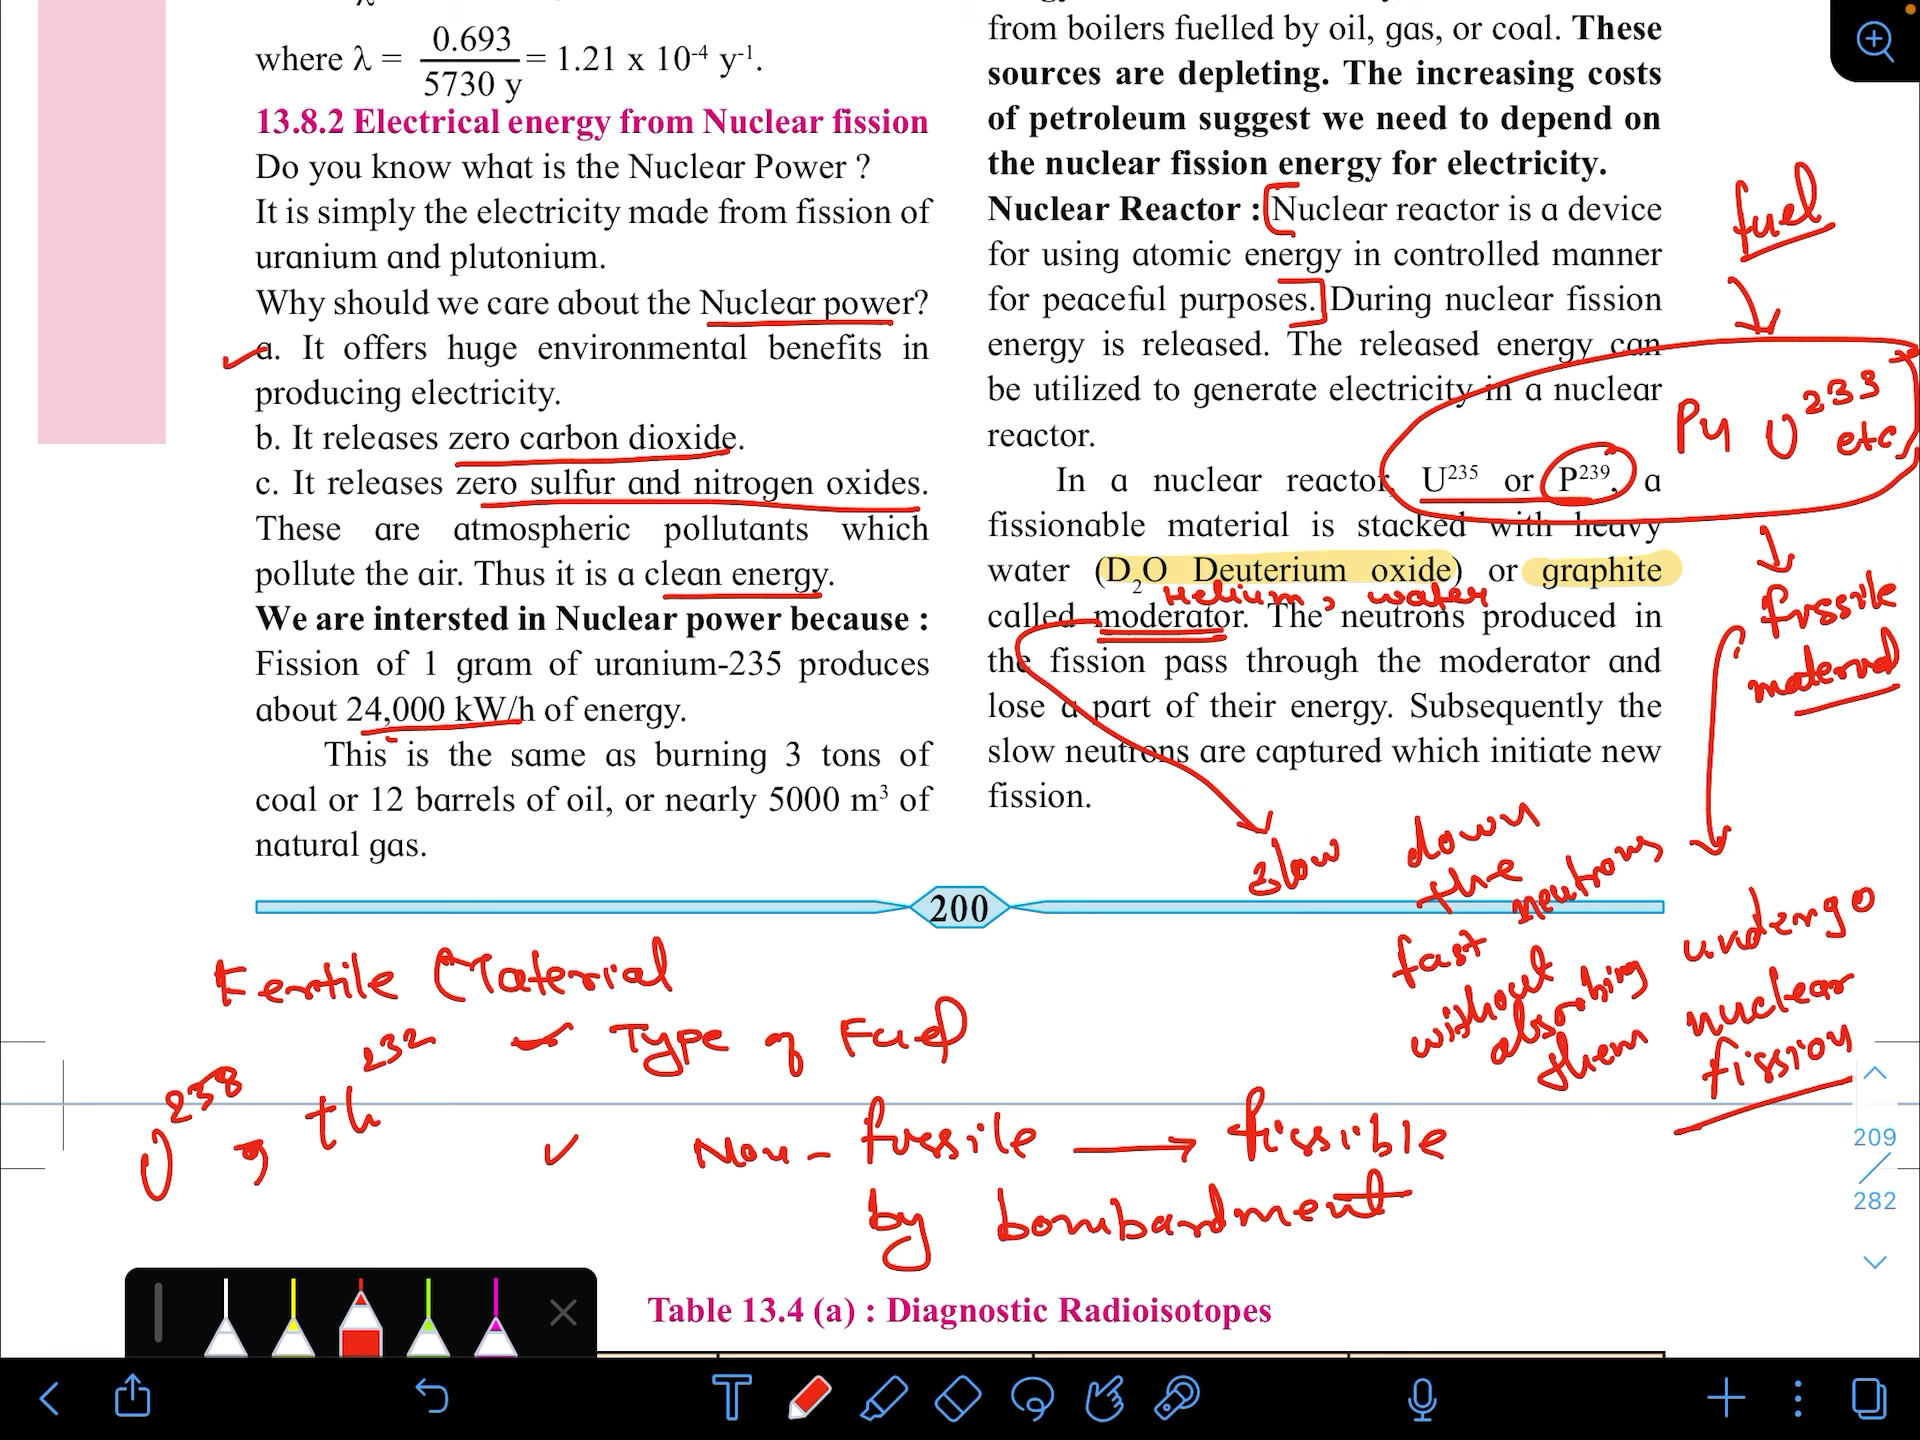 where λ = 0.693 / 5730 y = 1.21 x 10⁻⁴ y⁻¹.
13.8.2 Electrical energy from Nuclear fission
Do you know what is the Nuclear Power ?
It is simply the electricity made from fission of
uranium and plutonium.
Why should we care about the Nuclear power?
a. It offers huge environmental benefits in
producing electricity.
b. It releases zero carbon dioxide.
c. It releases zero sulfur and nitrogen oxides.
These are atmospheric pollutants which
pollute the air. Thus it is a clean energy.
We are intersted in Nuclear power because :
Fission of 1 gram of uranium-235 produces
about 24,000 kW/h of energy.
This is the same as burning 3 tons of
coal or 12 barrels of oil, or nearly 5000 m³ of
natural gas.
from boilers fuelled by oil, gas, or coal. These
sources are depleting. The increasing costs
of petroleum suggest we need to depend on
the nuclear fission energy for electricity.
Nuclear Reactor : Nuclear reactor is a device
for using atomic energy in controlled manner
for peaceful purposes. During nuclear fission
energy is released. The released energy can
be utilized to generate electricity in a nuclear
reactor.
In a nuclear reactor, U²³⁵ or P²³⁹, a
fissionable material is stacked with heavy
water (D₂O Deuterium oxide) or graphite
Helium, water
called moderator. The neutrons produced in
the fission pass through the moderator and
lose a part of their energy. Subsequently the
slow neutrons are captured which initiate new
fission.
fuel
Pu U²³³
etc
fissile
material
undergo
nuclear
fission
slow down
the
fast neutrons
without
absorbing
them
200
Fertile Material
U²³⁸, th²³²
Type of Fuel
Non-fissile → fissible
by bombardment
209
282
Table 13.4 (a) : Diagnostic Radioisotopes